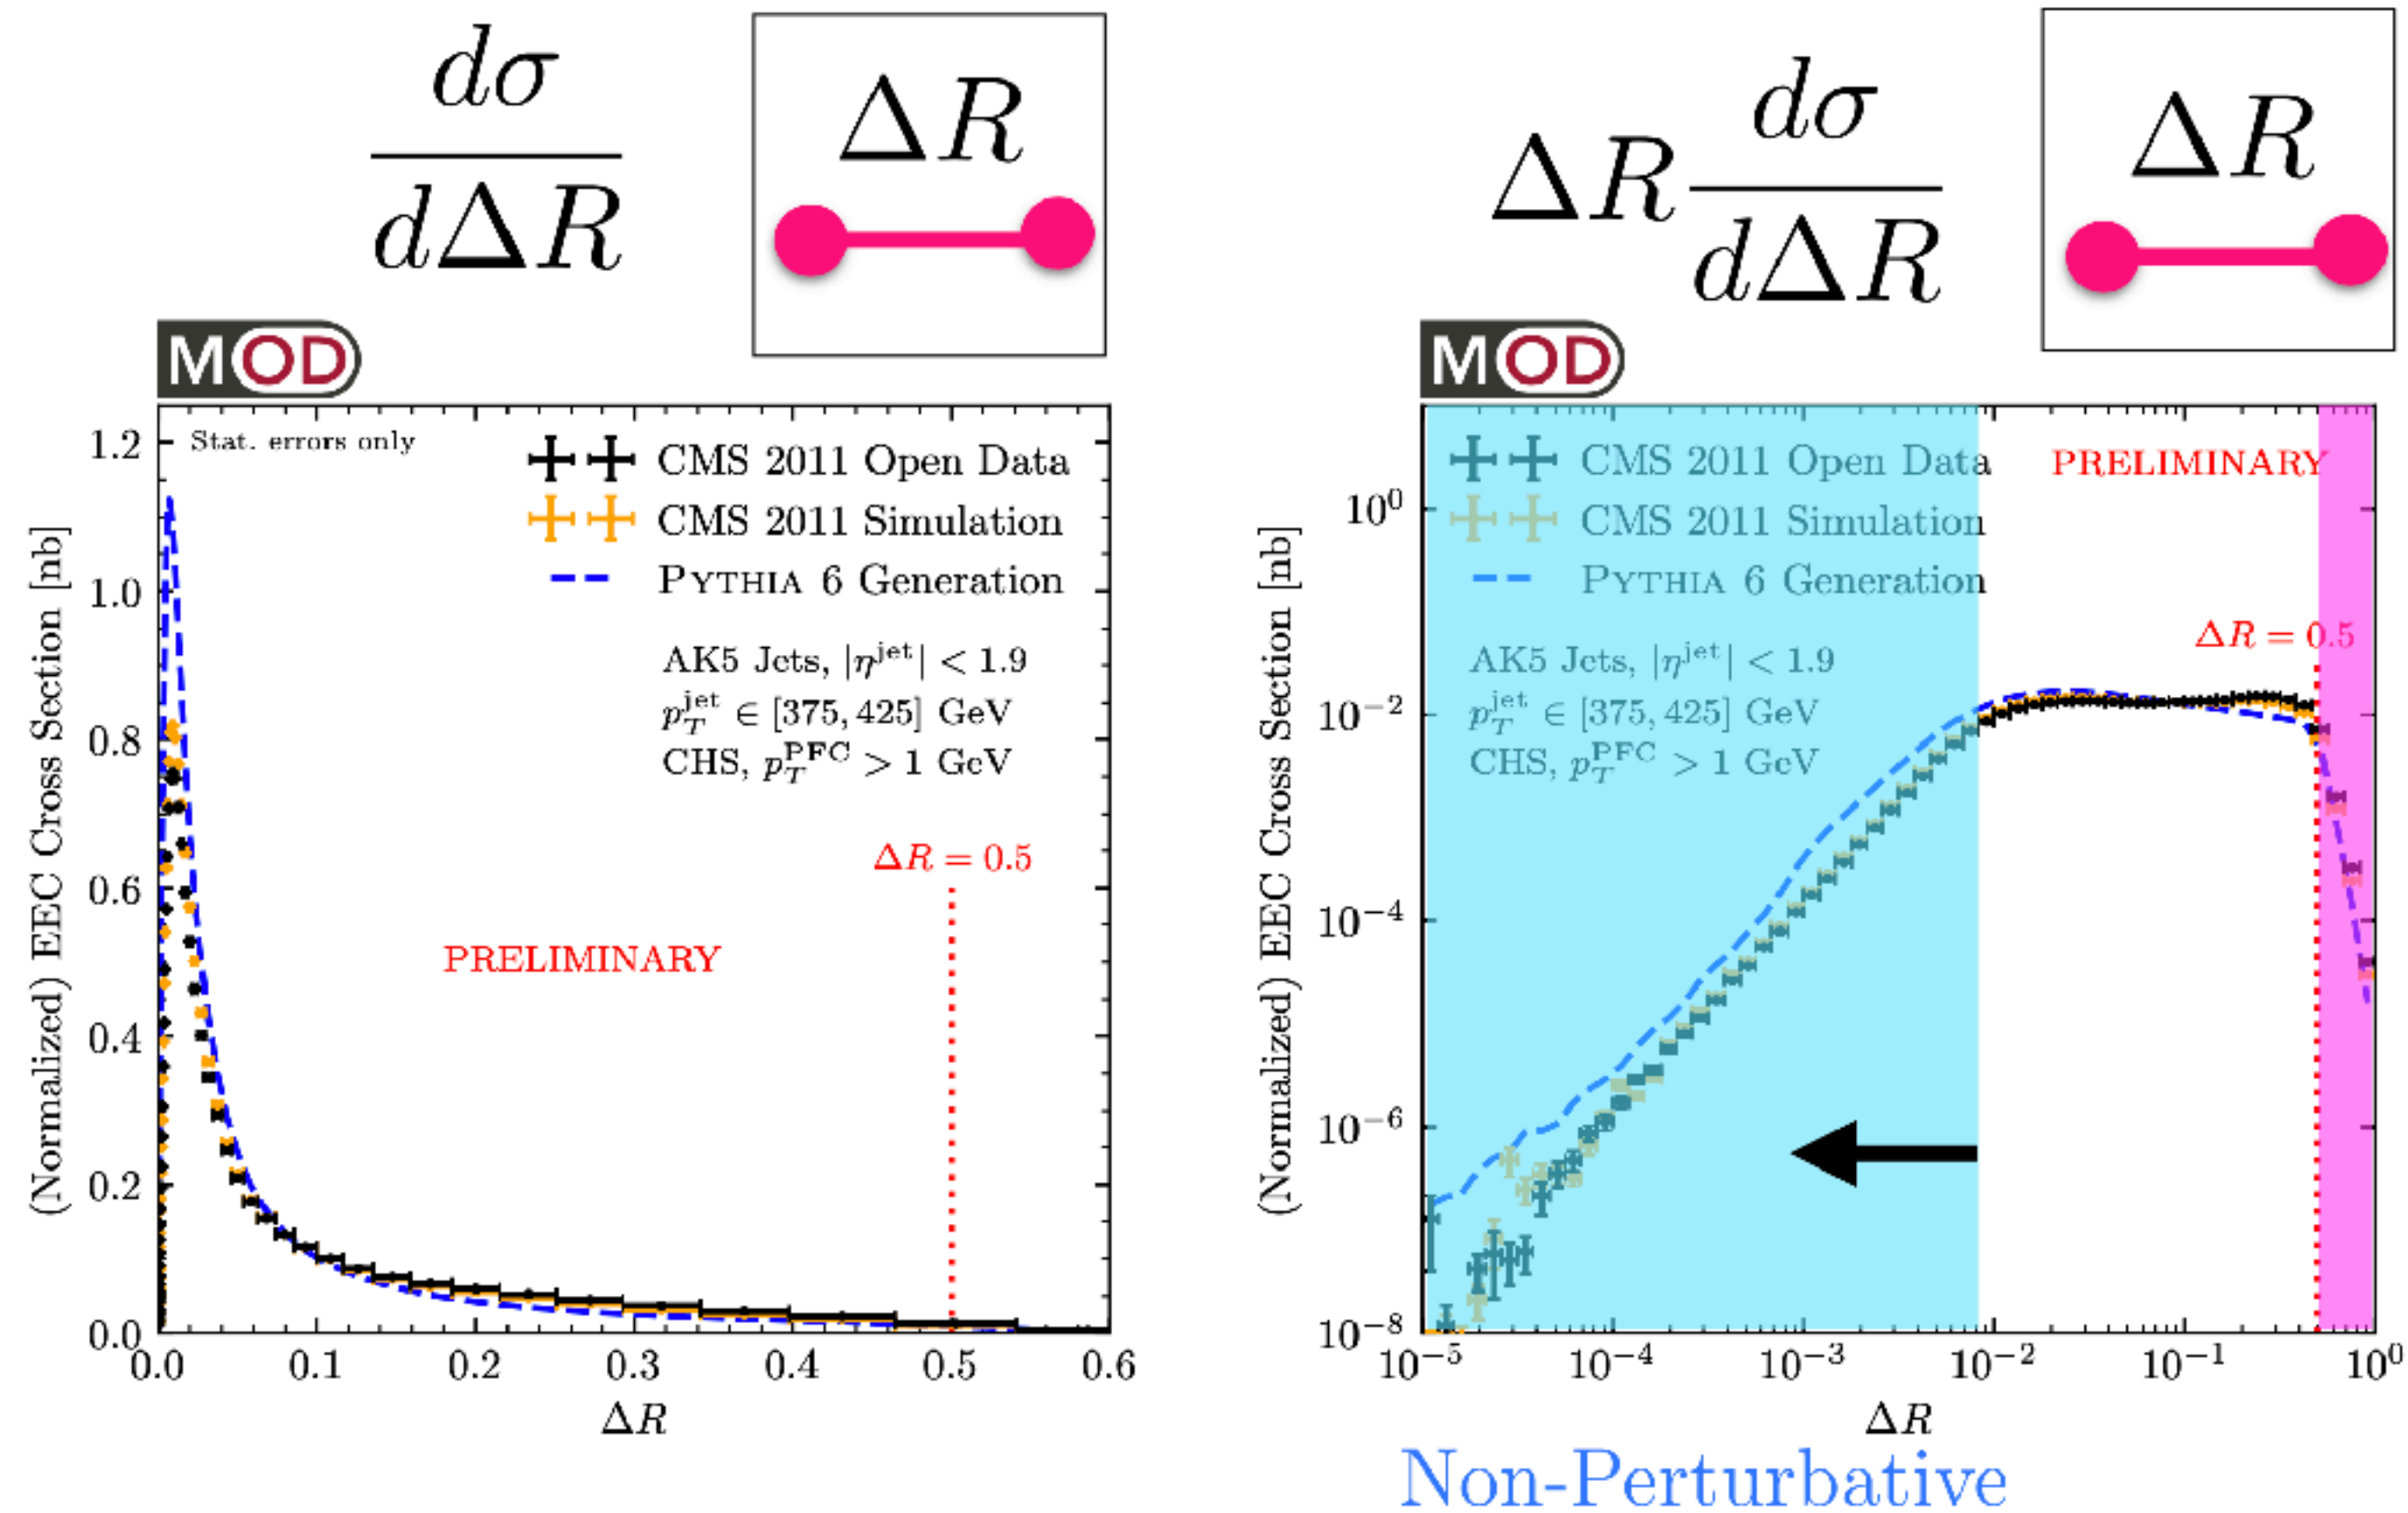 dσ
dΔR
ΔR
MOD
1.2
1.0
0.8
0.6
0.4
0.2
0.0
(Normalized) EEC Cross Section [nb]
Stat. errors only
CMS 2011 Open Data
CMS 2011 Simulation
PYTHIA 6 Generation
AK5 Jets, |η^jet| < 1.9
p_T^jet ∈ [375, 425] GeV
CHS, p_T^PFC > 1 GeV
ΔR = 0.5
PRELIMINARY
0.0 0.1 0.2 0.3 0.4 0.5 0.6
ΔR
ΔR dσ
dΔR
ΔR
MOD
10^0
10^−2
10^−4
10^−6
10^−8
(Normalized) EEC Cross Section [nb]
CMS 2011 Open Data
PRELIMINARY
CMS 2011 Simulation
PYTHIA 6 Generation
ΔR = 0.5
AK5 Jets, |η^jet| < 1.9
p_T^jet ∈ [375, 425] GeV
CHS, p_T^PFC > 1 GeV
10^−5 10^−4 10^−3 10^−2 10^−1 10^0
ΔR
Non-Perturbative